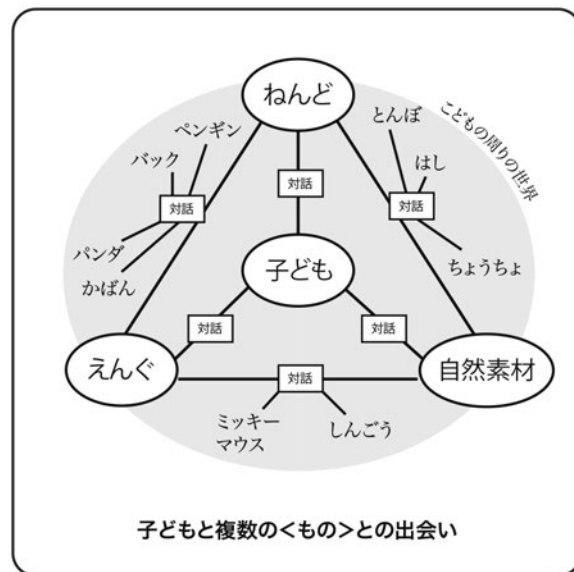 ねんど
ペンギン
バック
対話
パンダ
かばん
とんぼ
はし
対話
ちょうちょ
こどもの周りの世界
対話
子ども
対話
対話
えんぐ
自然素材
対話
ミッキー
マウス
しんごう
子どもと複数の<もの>との出会い